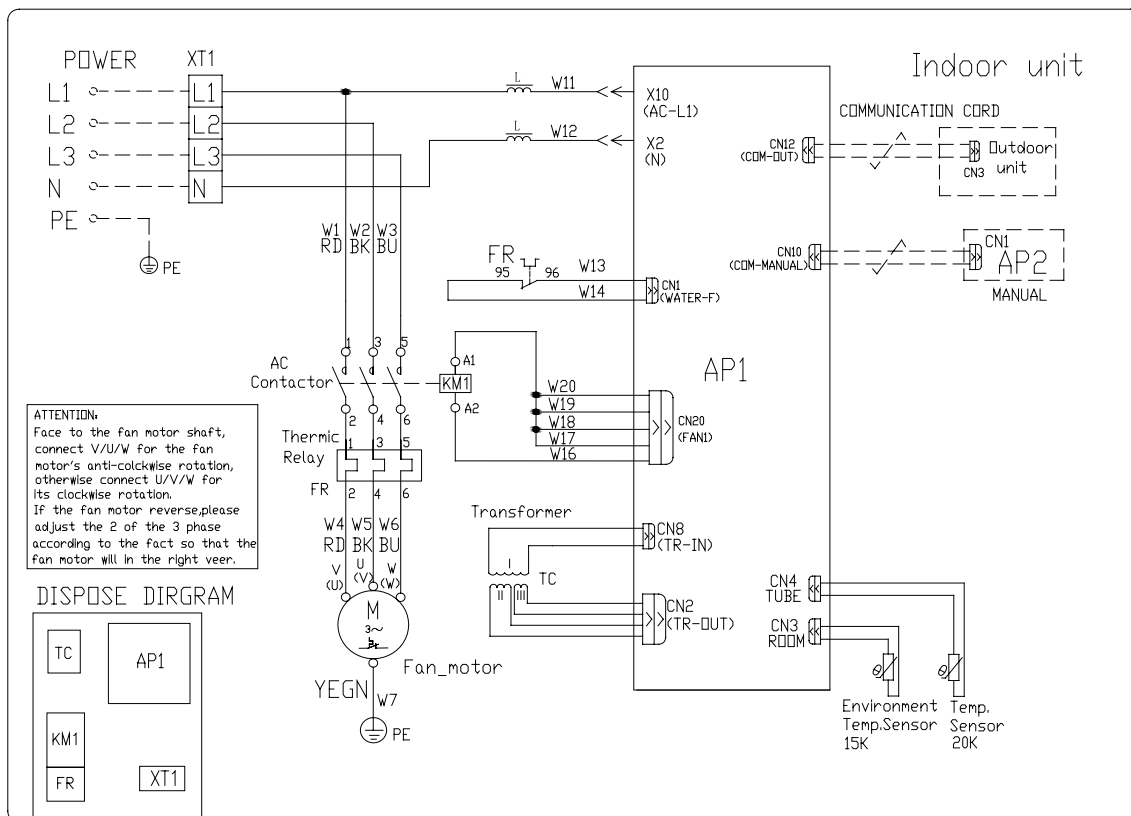 POWER XT1
Indoor unit
L1 L1
L2 L2
L3 L3
N N
PE
PE
L W11
L W12
X10
(AC-L1)
X2
(N)
COMMUNICATION CORD
CN12
(COM-OUT)
CN3
Outdoor
unit
W1 W2 W3
RD BK BU
FR
95 96 W13
W14
CN1
(WATER-F)
CN10
(COM-MANUAL)
CN1
AP2
MANUAL
AP1
AC
Contactor
1 3 5
2 4 6
KM1
A1
A2
W20
W19
W18
W17
W16
CN20
(FAN1)
Thermic
Relay
FR
1 3 5
2 4 6
W4 W5 W6
RD BK BU
V
(U)
U
(V)
W
(W)
M
3~
Fan_motor
YEGN
W7
PE
Transformer
I
II III
TC
CN8
(TR-IN)
CN2
(TR-OUT)
CN4
TUBE
CN3
ROOM
θ
θ
Environment
Temp.Sensor
15K
Temp.
Sensor
20K
ATTENTION:
Face to the fan motor shaft,
connect V/U/W for the fan
motor's anti-colckwise rotation,
otherwise connect U/V/W for
its clockwise rotation.
If the fan motor reverse,please
adjust the 2 of the 3 phase
according to the fact so that the
fan motor will in the right veer.
DISPOSE DIRGRAM
TC
AP1
KM1
FR
XT1